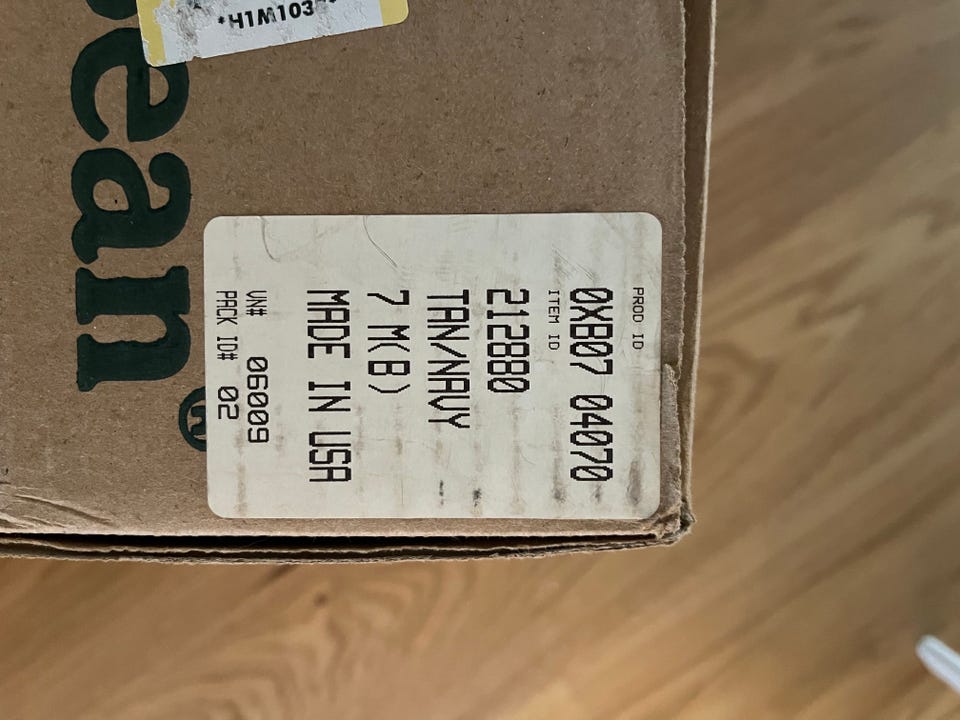 *H1M103
ean®
PROD ID
0XB07 04070
ITEM ID
212880
TAN/NAVY
7 M(B)
MADE IN USA
VN# 06009
PACK ID# 02